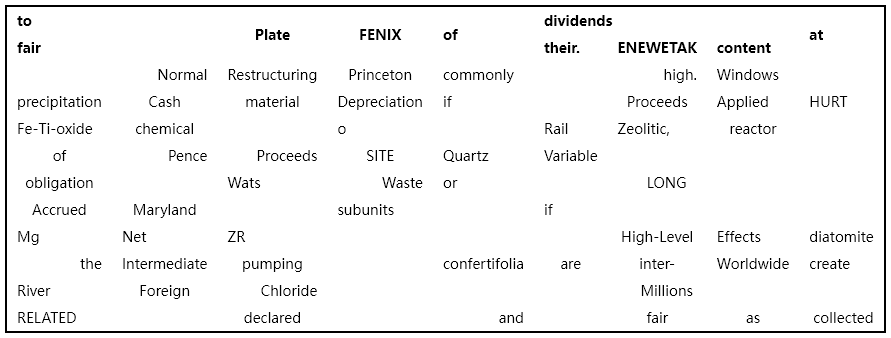 to dividends
Plate FENIX of at
fair their. ENEWETAK content
Normal Restructuring Princeton commonly high. Windows
precipitation Cash material Depreciation if Proceeds Applied HURT
Fe-Ti-oxide chemical o Rail Zeolitic, reactor
of Pence Proceeds SITE Quartz Variable
obligation Wats Waste or LONG
Accrued Maryland subunits if
Mg Net ZR High-Level Effects diatomite
the Intermediate pumping confertifolia are inter- Worldwide create
River Foreign Chloride Millions
RELATED declared and fair as collected